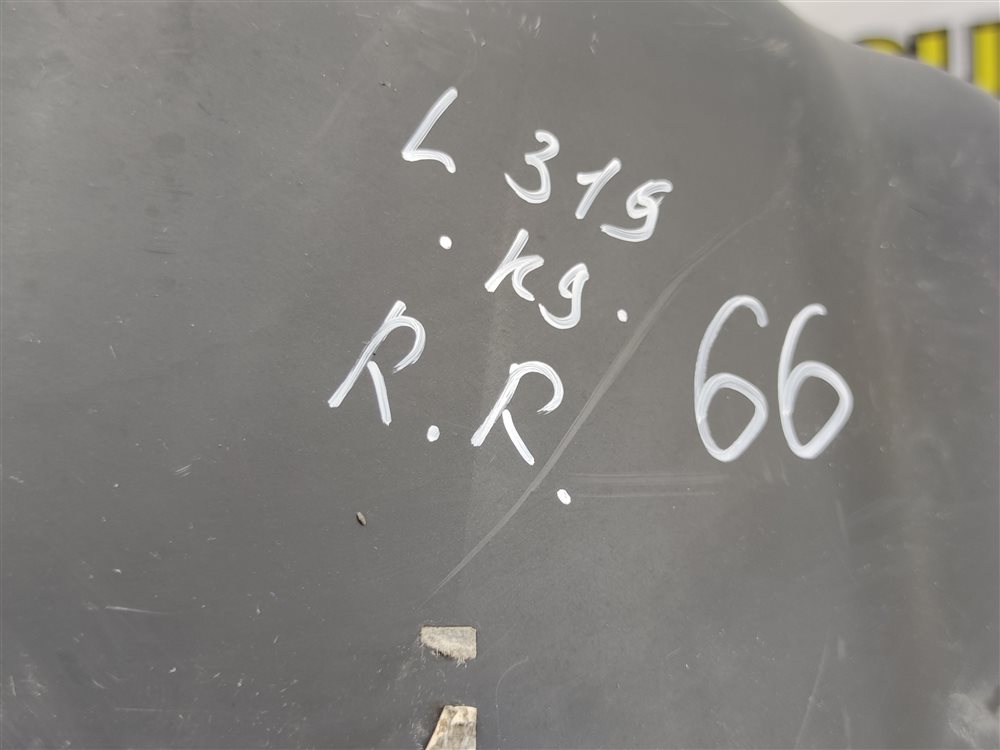 L 319
. kg.
R.R.
66